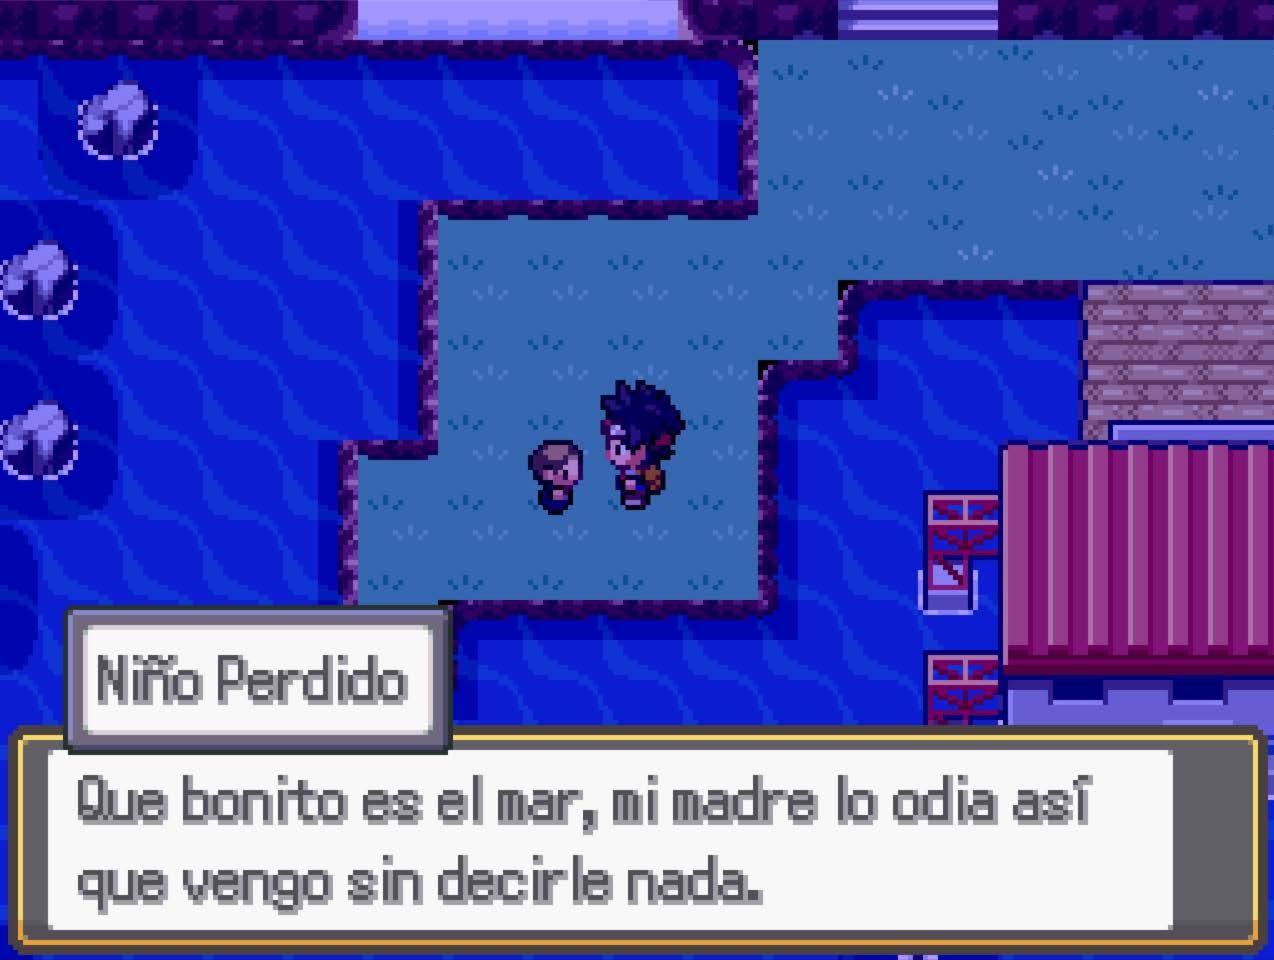 Niño Perdido
Que bonito es el mar, mi madre lo odia así
que vengo sin decirle nada.